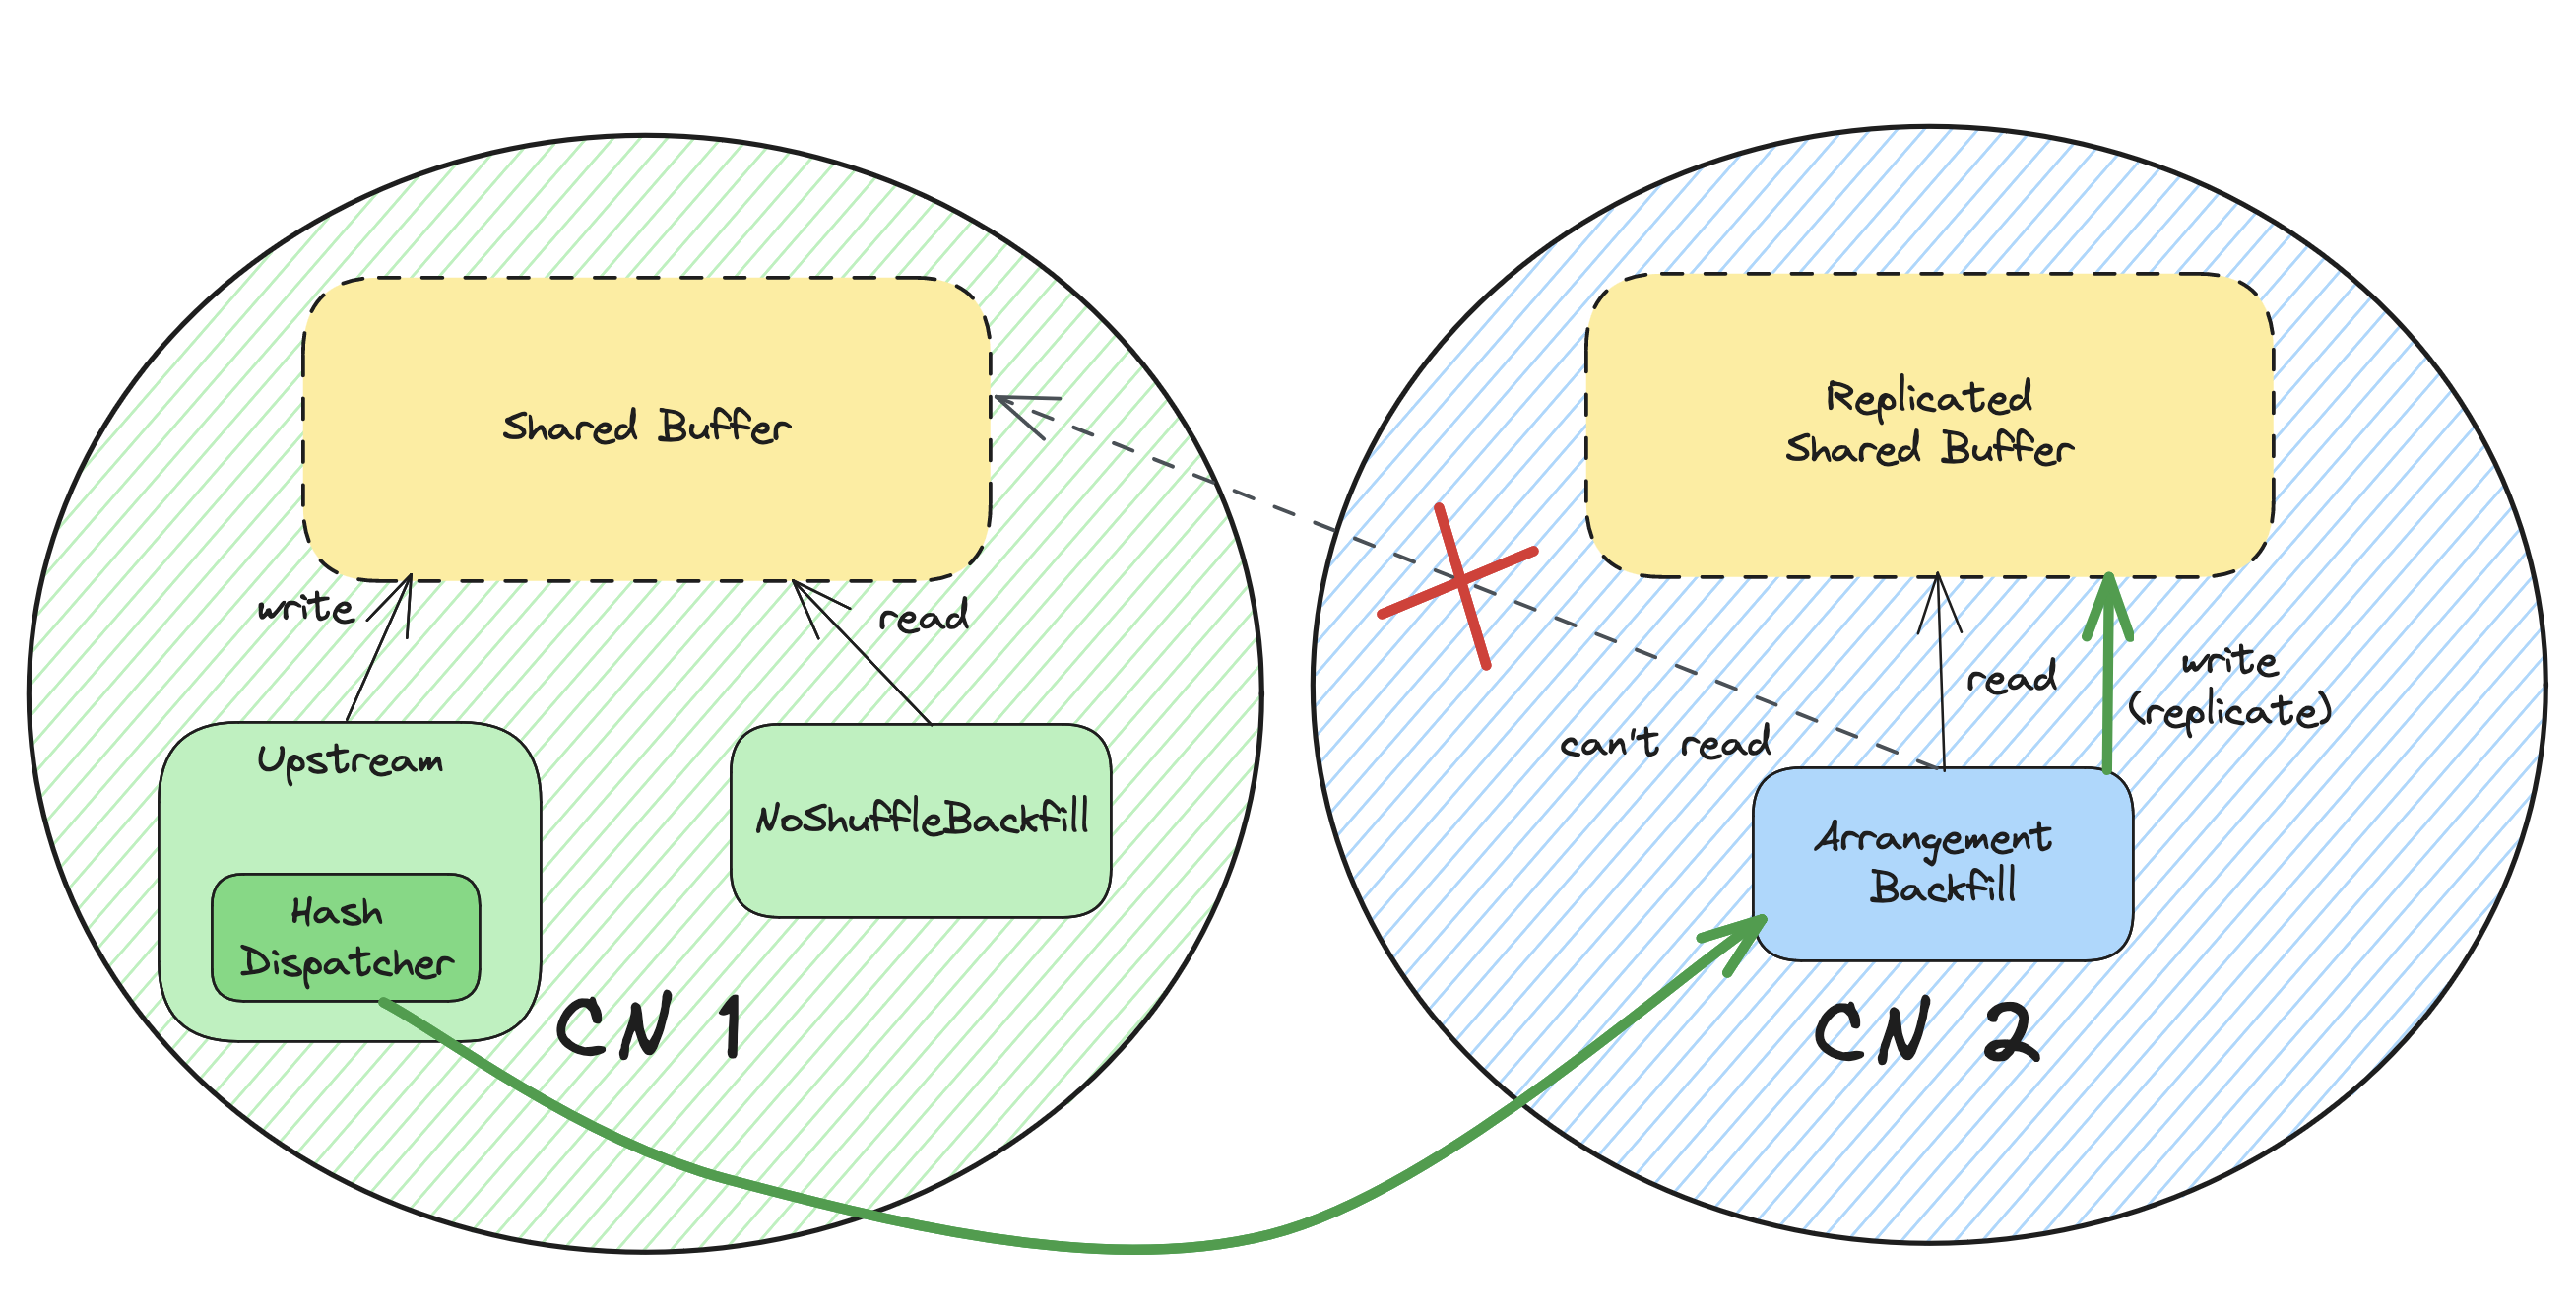 Shared Buffer
write
read
Upstream
Hash
Dispatcher
NoShuffleBackfill
CN 1
Replicated
Shared Buffer
can't read
read
write
(replicate)
Arrangement
Backfill
CN 2